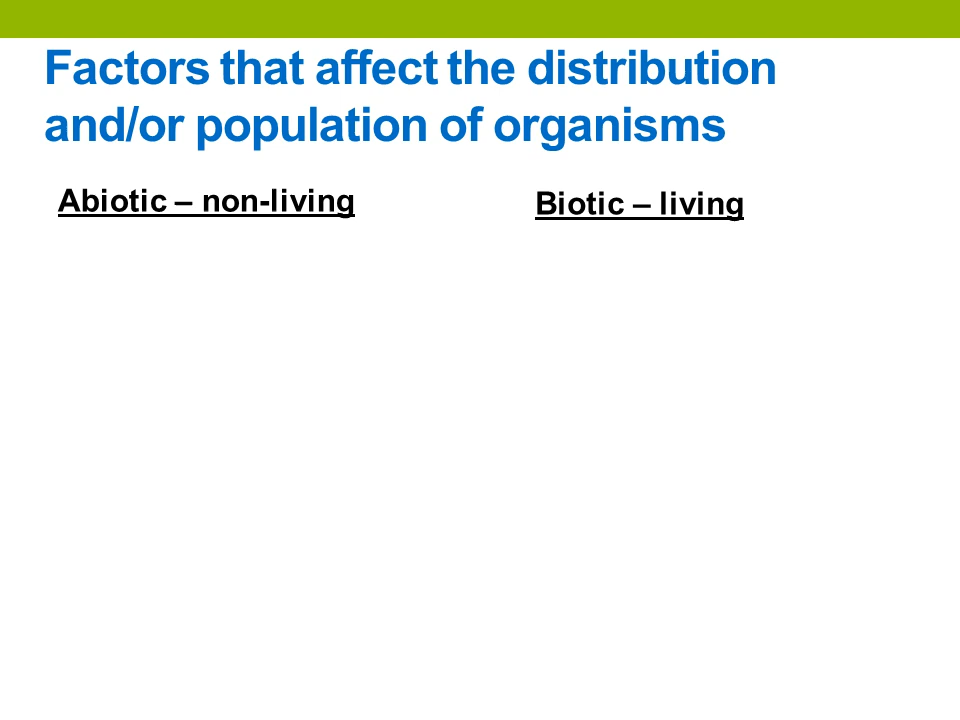 Factors that affect the distribution
and/or population of organisms
Abiotic – non-living
Biotic – living